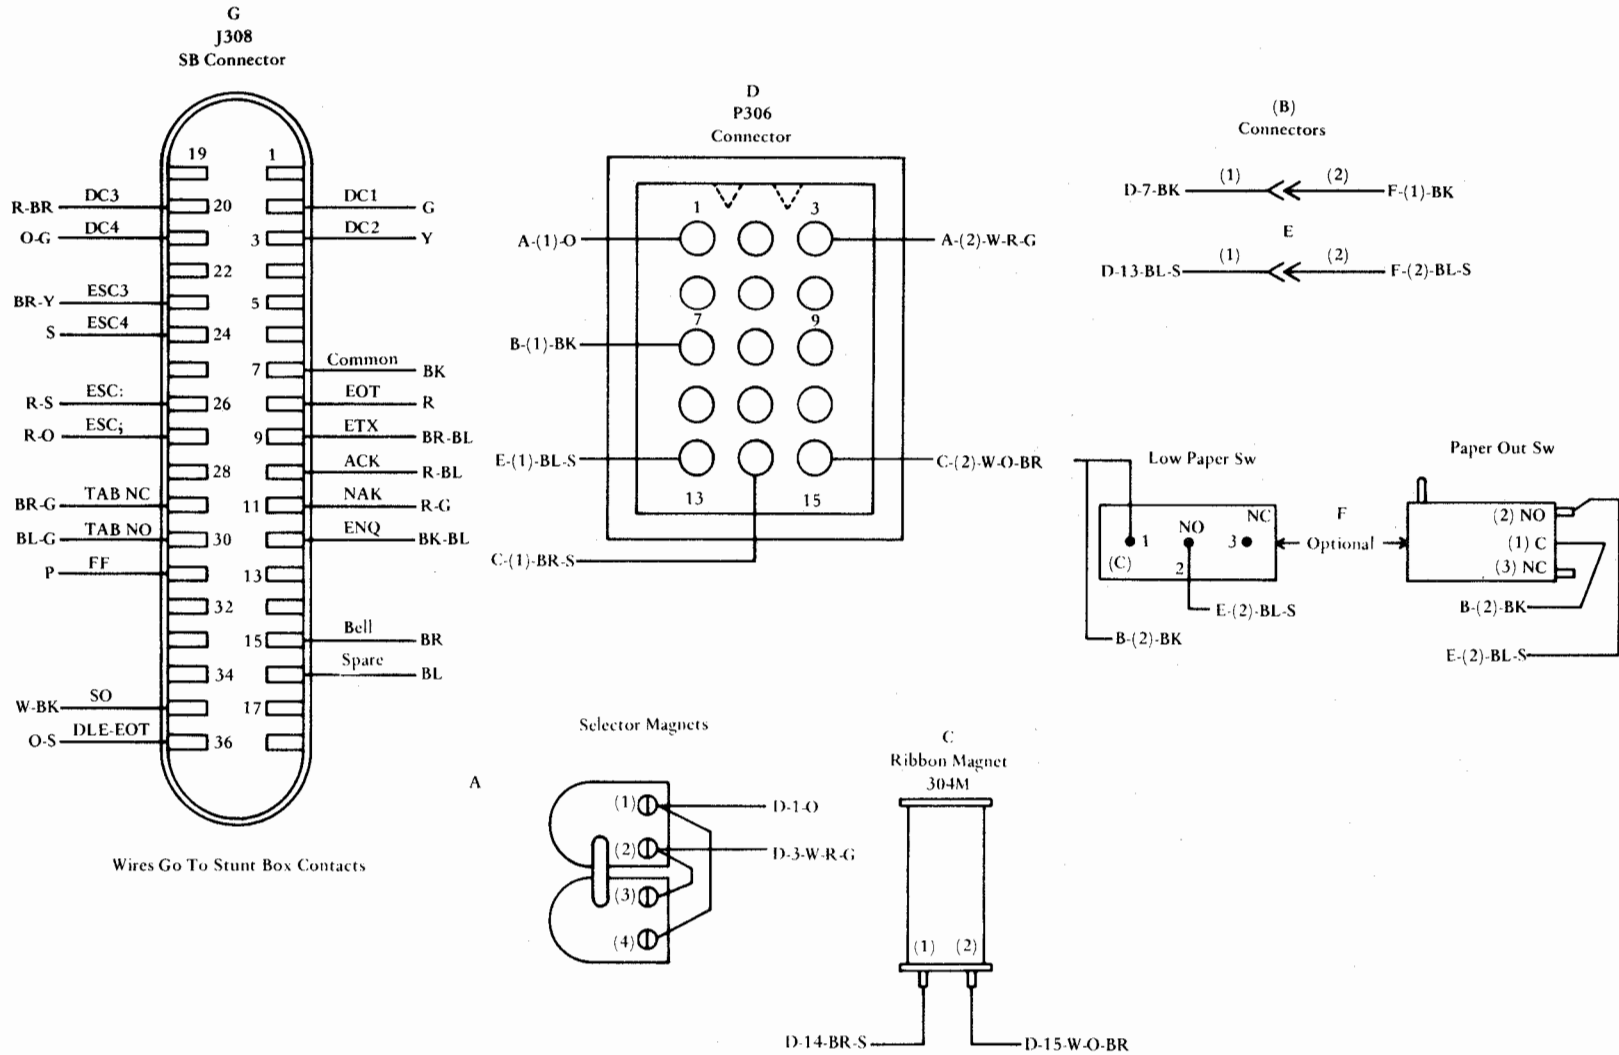 G
J308
SB Connector
19 1
R-BR DC3 20 DC1 G
O-G DC4 3 DC2 Y
22
BR-Y ESC3 5
S ESC4 24
7 Common BK
R-S ESC: 26 EOT R
R-O ESC; 9 ETX BR-BL
28 ACK R-BL
BR-G TAB NC 11 NAK R-G
BL-G TAB NO 30 ENQ BK-BL
P FF 13
32
15 Bell BR
34 Spare BL
W-BK SO 17
O-S DLE-EOT 36
Wires Go To Stunt Box Contacts
D
P306
Connector
1 3
A-(1)-O A-(2)-W-R-G
7 9
B-(1)-BK
E-(1)-BL-S C-(2)-W-O-BR
13 15
C-(1)-BR-S
(B)
Connectors
D-7-BK (1) (2) F-(1)-BK
E
D-13-BL-S (1) (2) F-(2)-BL-S
Low Paper Sw
NO NC
1 3
(C) 2
E-(2)-BL-S
B-(2)-BK
F
Optional
Paper Out Sw
(2) NO
(1) C
(3) NC
B-(2)-BK
E-(2)-BL-S
Selector Magnets
A
(1) D-1-O
(2) D-3-W-R-G
(3)
(4)
C
Ribbon Magnet
304M
(1) (2)
D-14-BR-S D-15-W-O-BR